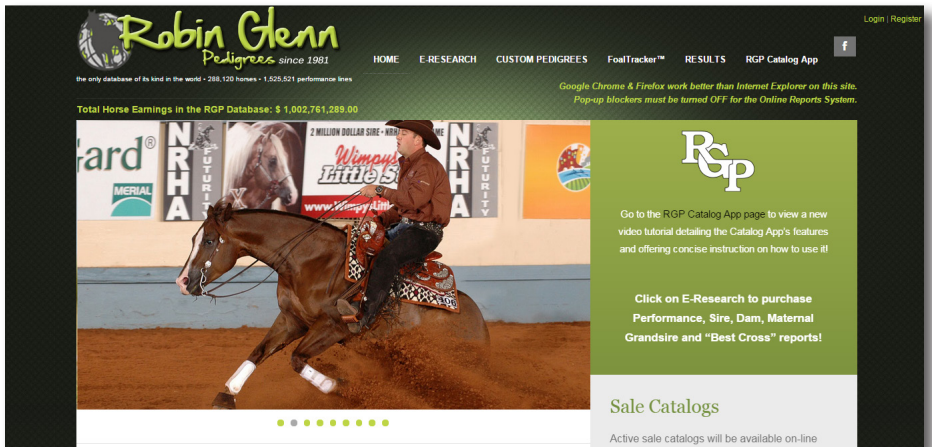 Login | Register
Robin Glenn
Pedigrees since 1981
the only database of its kind in the world • 288,120 horses • 1,525,521 performance lines
HOME E-RESEARCH CUSTOM PEDIGREES FoalTracker™ RESULTS RGP Catalog App
f
Google Chrome & Firefox work better than Internet Explorer on this site.
Pop-up blockers must be turned OFF for the Online Reports System.
Total Horse Earnings in the RGP Database: $ 1,002,761,289.00
ard®
MERIAL
NRHA
FUTURITY
2 MILLION DOLLAR SIRE • NRH
Wimpys
Little S
NRHA
FUTURITY
RGP
Go to the RGP Catalog App page to view a new
video tutorial detailing the Catalog App's features
and offering concise instruction on how to use it!
Click on E-Research to purchase
Performance, Sire, Dam, Maternal
Grandsire and “Best Cross” reports!
Sale Catalogs
Active sale catalogs will be available on-line